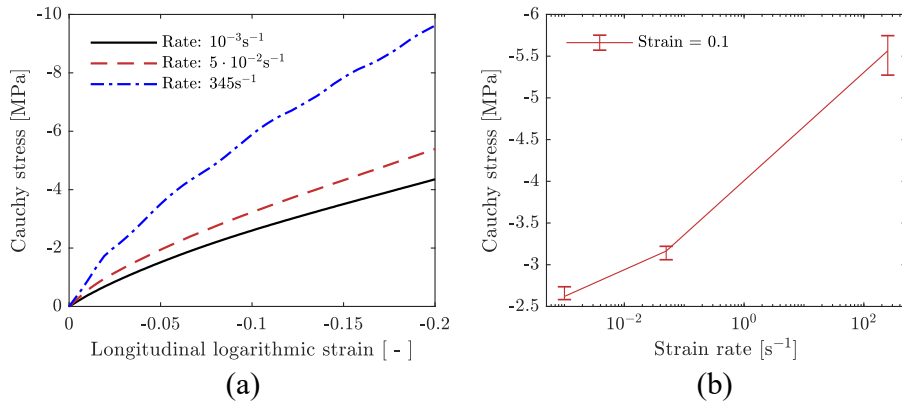 -10
-8
-6
-4
-2
0
Cauchy stress [MPa]
Rate: 10⁻³s⁻¹
Rate: 5 · 10⁻²s⁻¹
Rate: 345s⁻¹
0 -0.05 -0.1 -0.15 -0.2
Longitudinal logarithmic strain [ - ]
(a)
-6
-5.5
-5
-4.5
-4
-3.5
-3
-2.5
Cauchy stress [MPa]
Strain = 0.1
10⁻² 10⁰ 10²
Strain rate [s⁻¹]
(b)